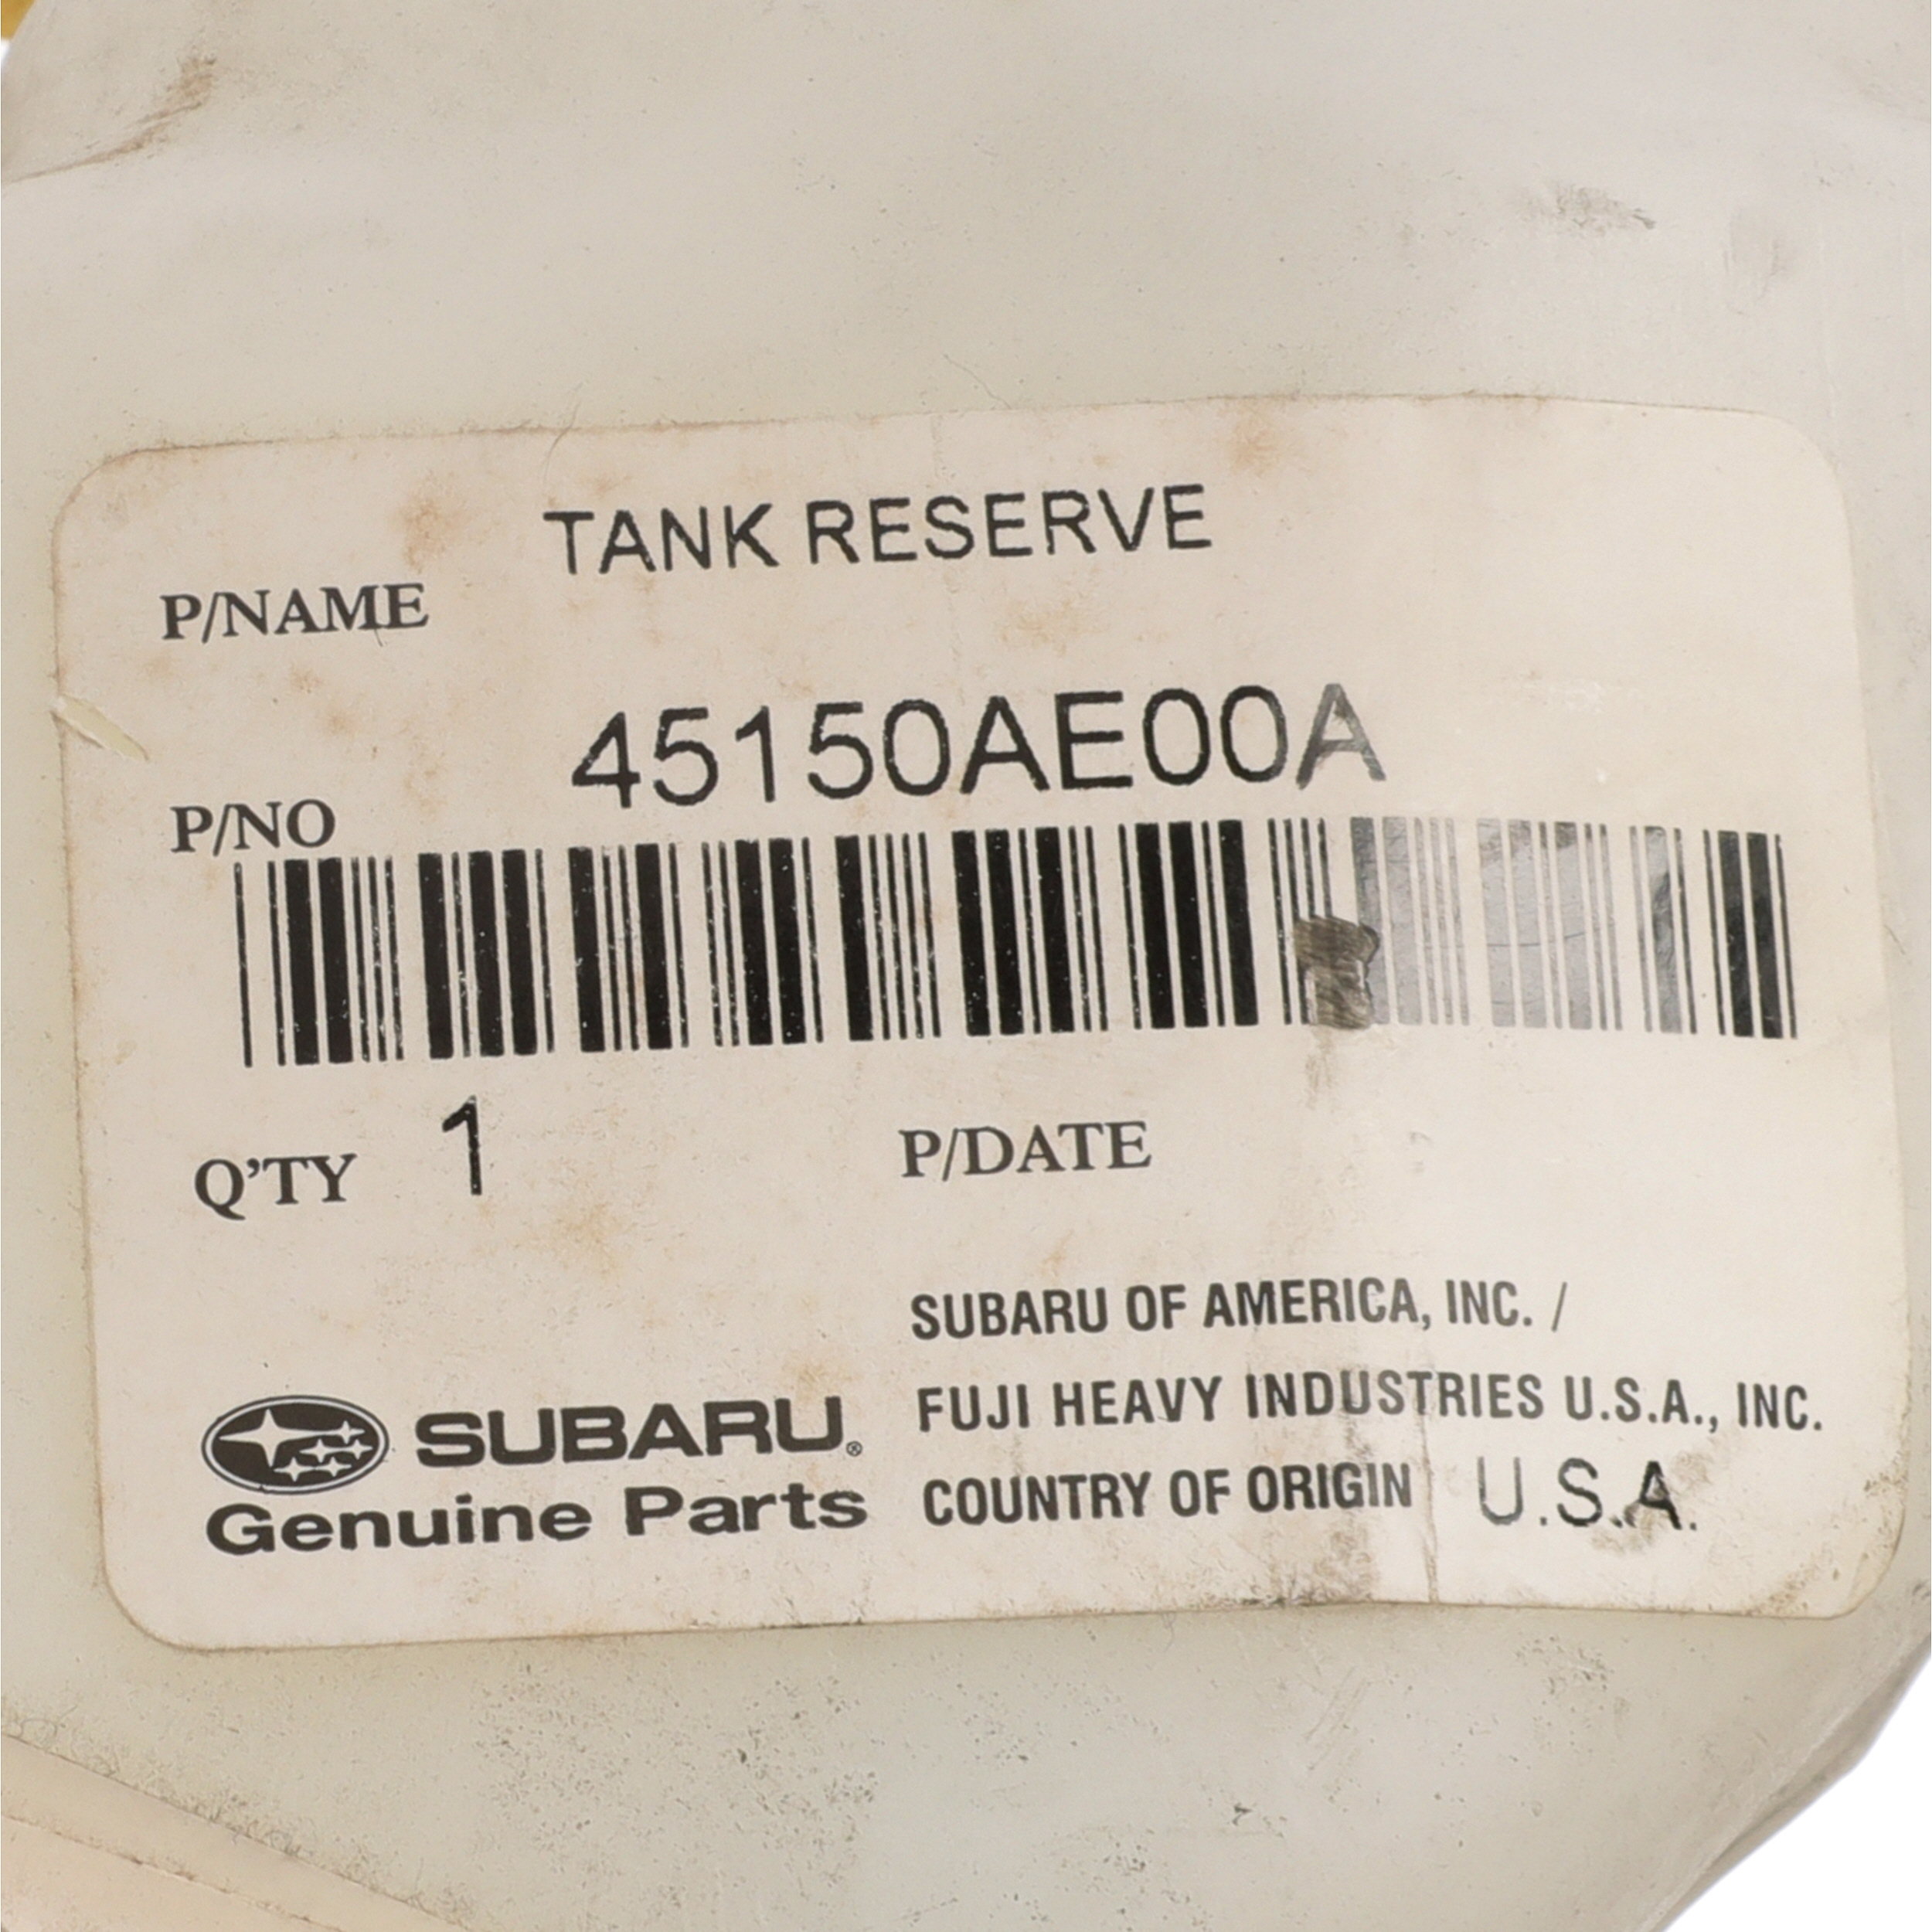 P/NAME TANK RESERVE
P/NO 45150AE00A
Q'TY 1 P/DATE
SUBARU OF AMERICA, INC. /
FUJI HEAVY INDUSTRIES U.S.A., INC.
COUNTRY OF ORIGIN U.S.A.
SUBARU®
Genuine Parts